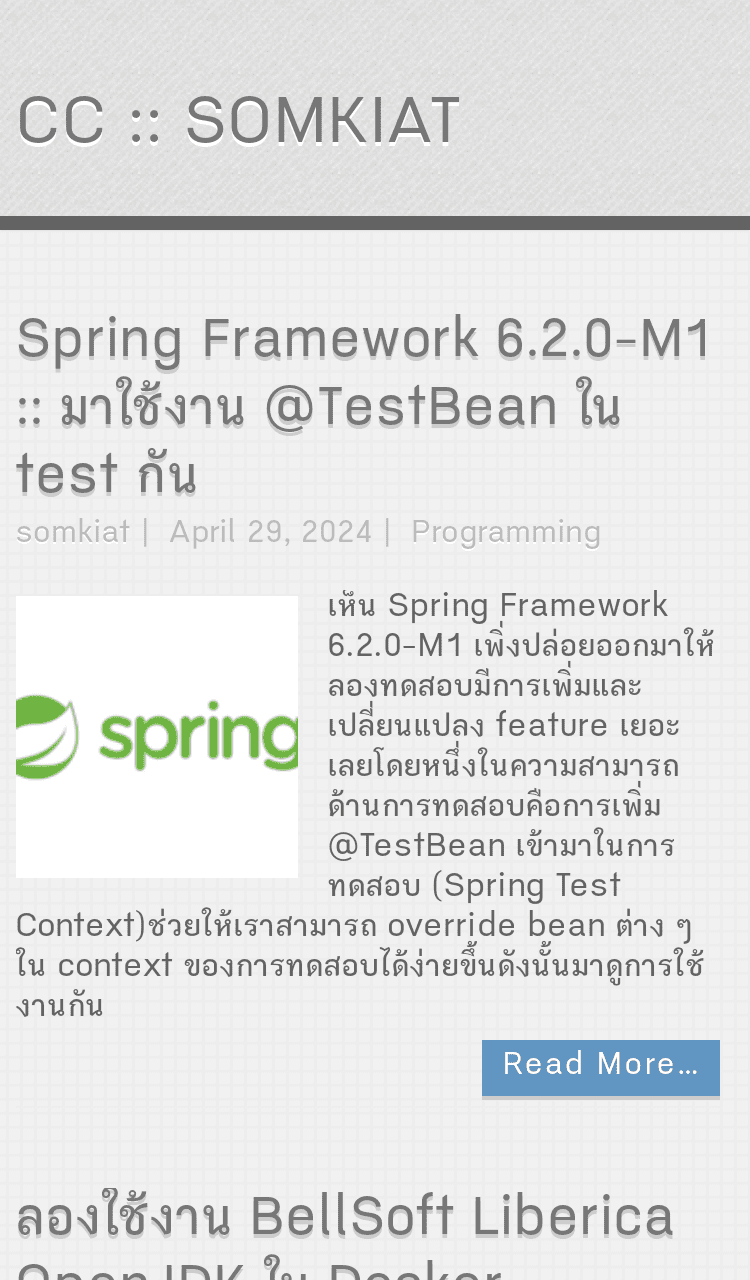 CC :: SOMKIAT
Spring Framework 6.2.0-M1
:: มาใช้งาน @TestBean ใน
test กัน
somkiat | April 29, 2024 | Programming
spring
เห็น Spring Framework
6.2.0-M1 เพิ่งปล่อยออกมาให้
ลองทดสอบมีการเพิ่มและ
เปลี่ยนแปลง feature เยอะ
เลยโดยหนึ่งในความสามารถ
ด้านการทดสอบคือการเพิ่ม
@TestBean เข้ามาในการ
ทดสอบ (Spring Test
Context)ช่วยให้เราสามารถ override bean ต่าง ๆ
ใน context ของการทดสอบได้ง่ายขึ้นดังนั้นมาดูการใช้
งานกัน
Read More…
ลองใช้งาน BellSoft Liberica
OpenJDK ใน Docker